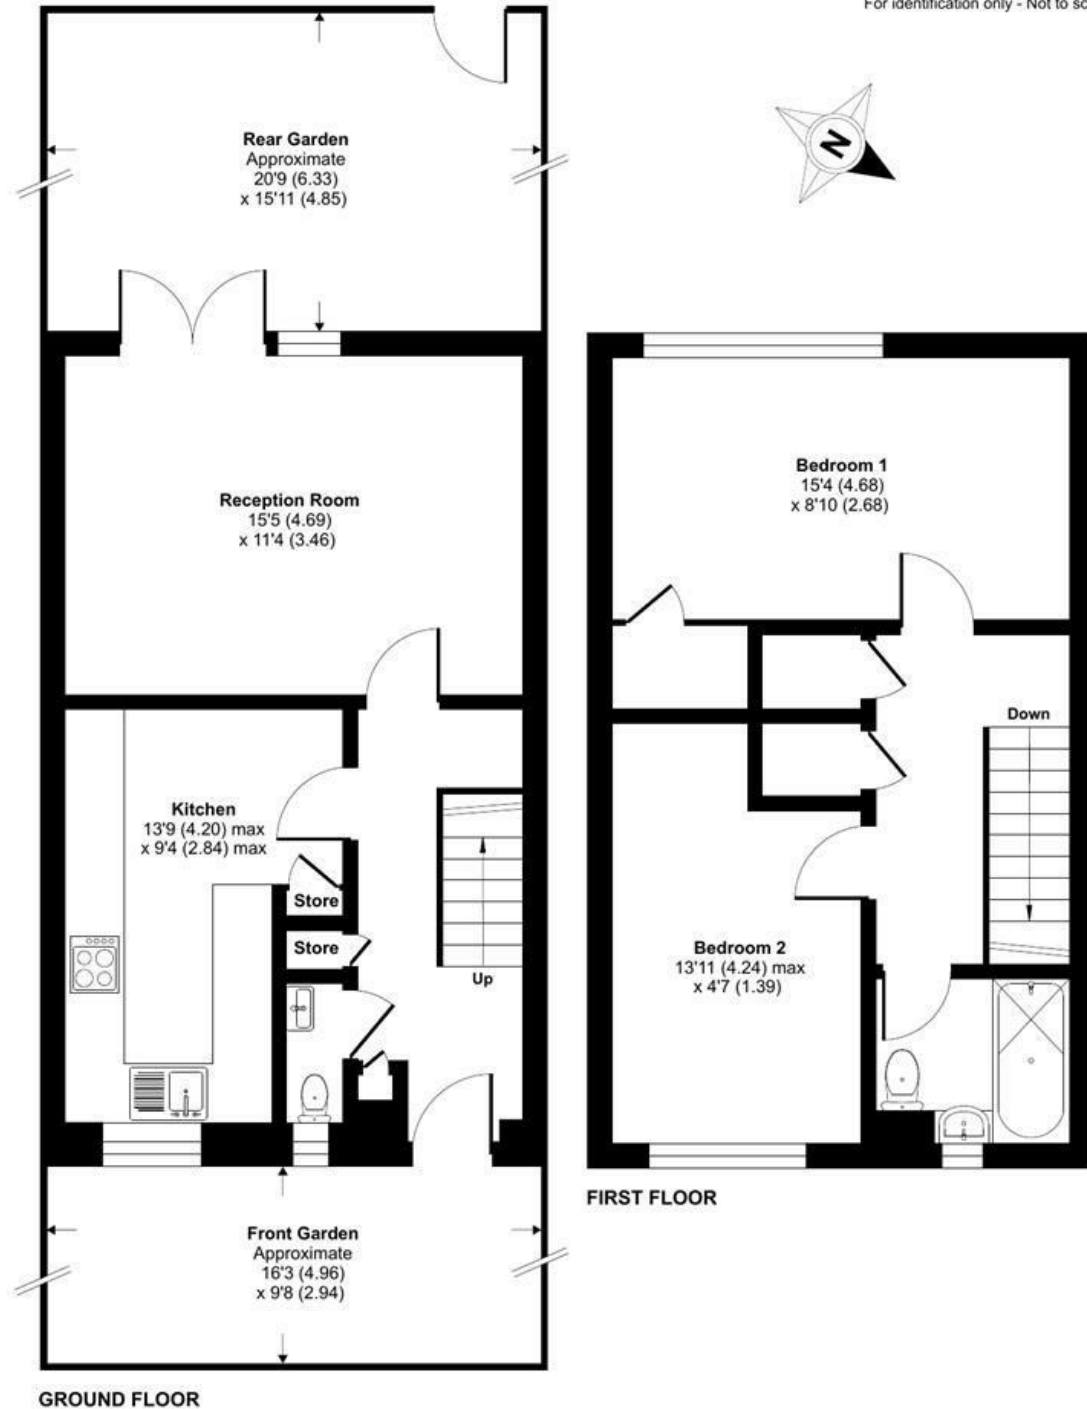 For identification only - Not to
Rear Garden
Approximate
20'9 (6.33)
x 15'11 (4.85)
N
Reception Room
15'5 (4.69)
x 11'4 (3.46)
Bedroom 1
15'4 (4.68)
x 8'10 (2.68)
Down
Kitchen
13'9 (4.20) max
x 9'4 (2.84) max
Store
Store
Up
Bedroom 2
13'11 (4.24) max
x 4'7 (1.39)
FIRST FLOOR
Front Garden
Approximate
16'3 (4.96)
x 9'8 (2.94)
GROUND FLOOR